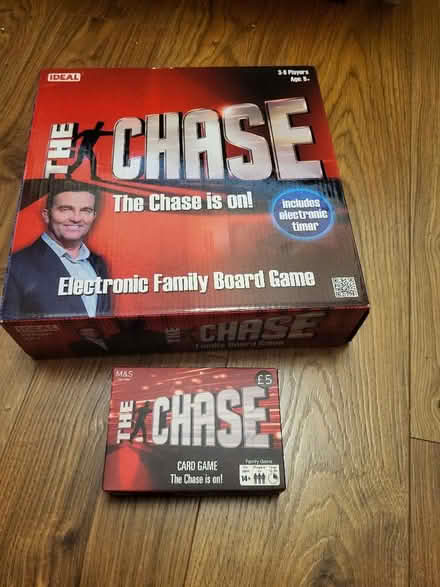 IDEAL
3-6 Players
Age: 8+
THE CHASE
The Chase is on!
includes
electronic
timer
Electronic Family Board Game
THE CHASE
Family Board Game
M&S
£5
THE CHASE
CARD GAME
The Chase is on!
Family Game
14+